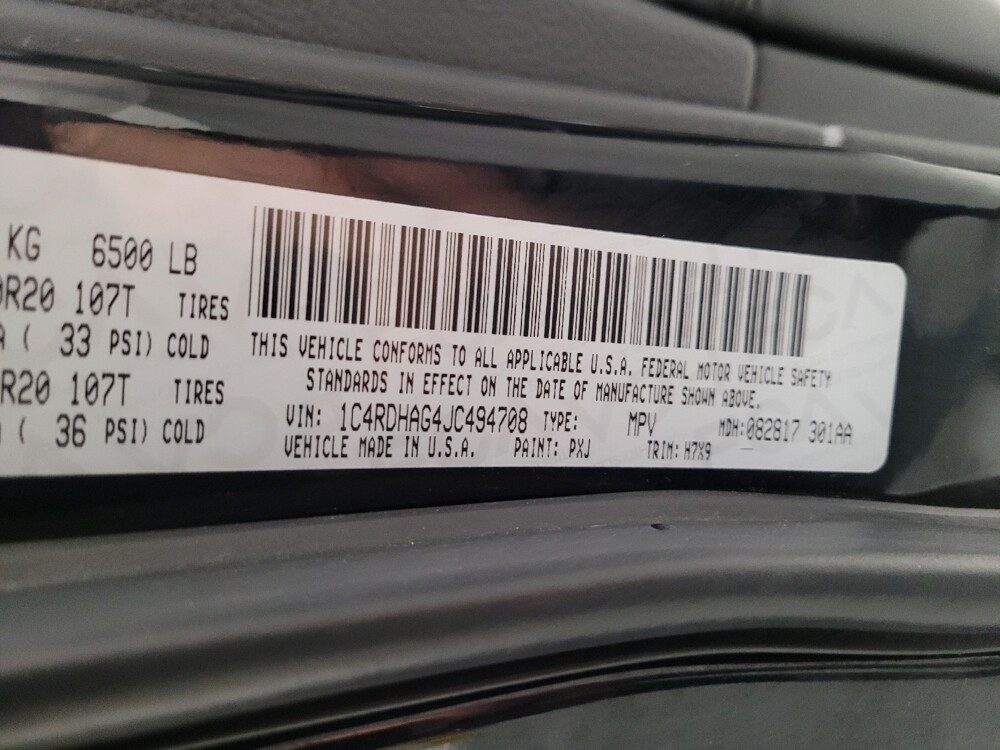 KG 6500 LB
R20 107T TIRES
( 33 PSI) COLD
R20 107T TIRES
( 36 PSI) COLD
THIS VEHICLE CONFORMS TO ALL APPLICABLE U.S.A. FEDERAL MOTOR VEHICLE SAFETY
STANDARDS IN EFFECT ON THE DATE OF MANUFACTURE SHOWN ABOVE.
VIN: 1C4RDHAG4JC494708 TYPE: MPV MDH:082817 301AA
VEHICLE MADE IN U.S.A. PAINT: PXJ TRIM: H7X9